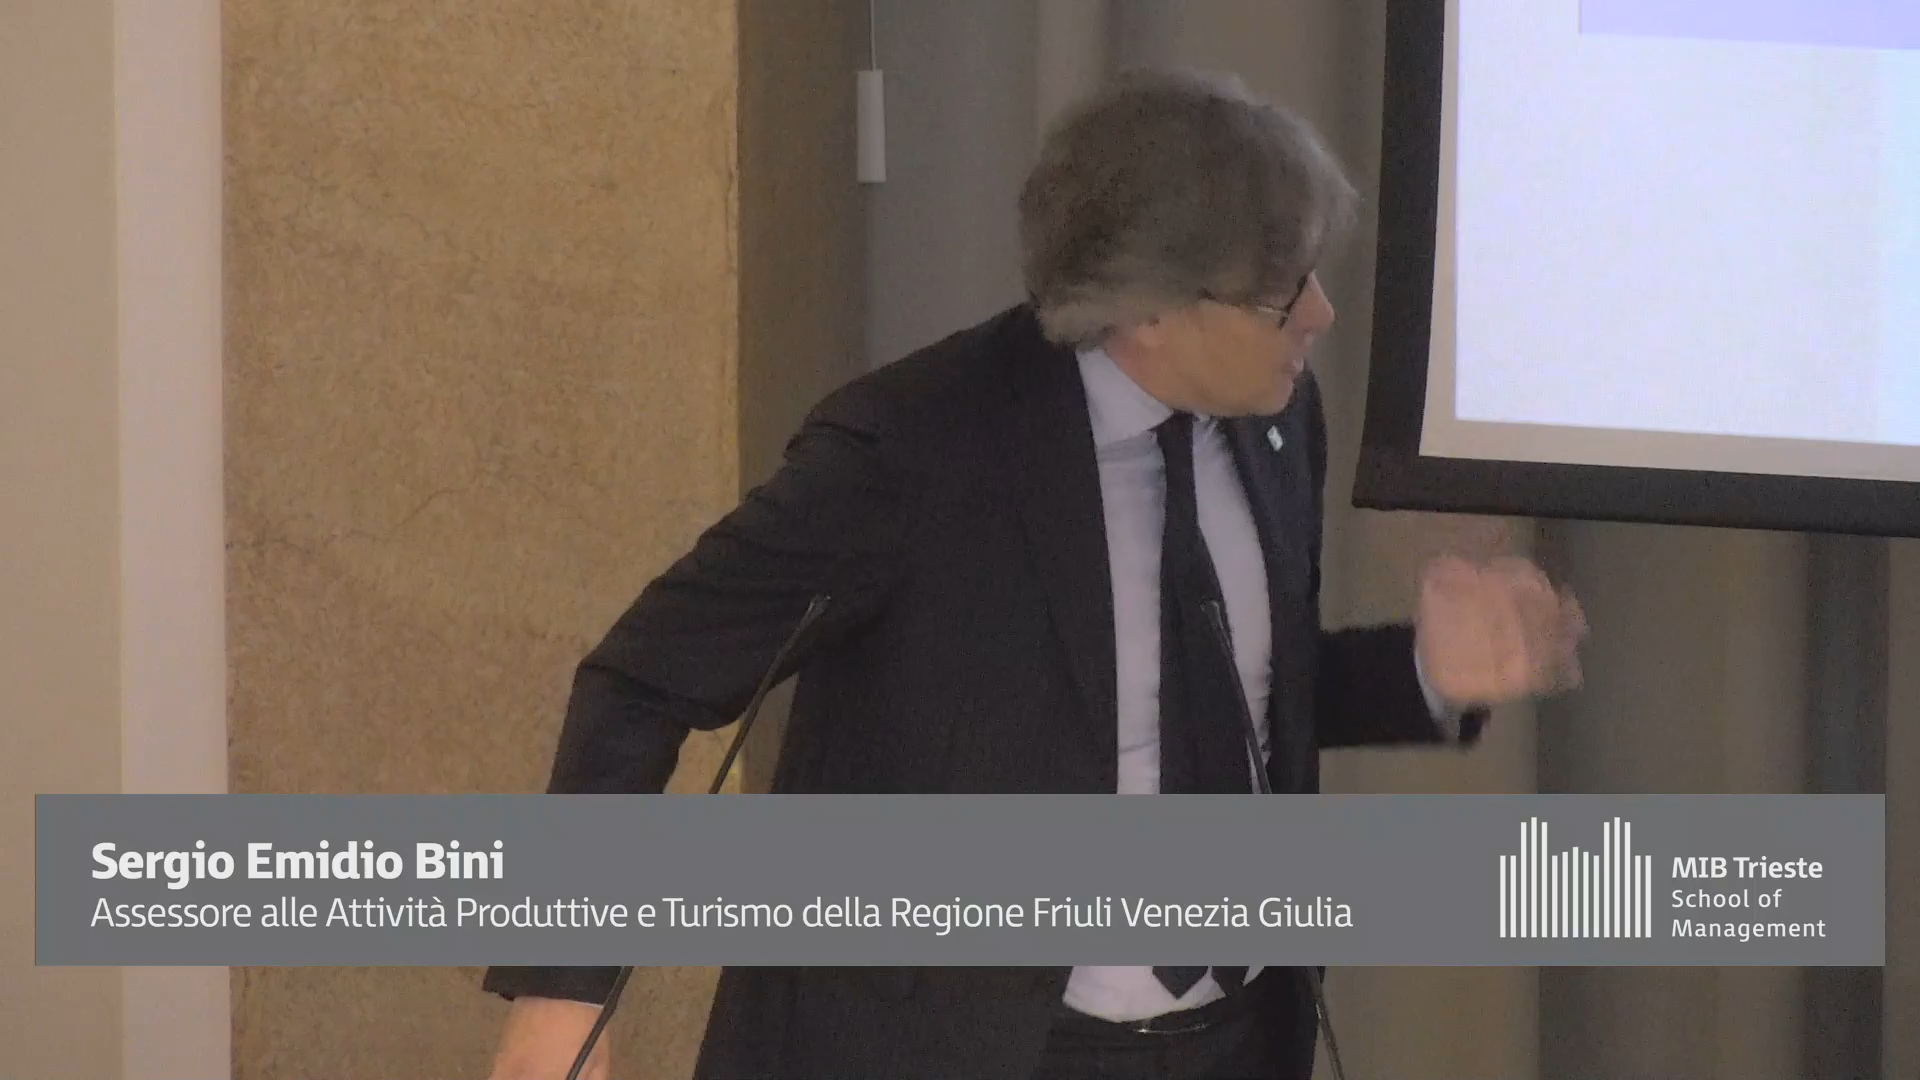 Sergio Emidio Bini
Assessore alle Attività Produttive e Turismo della Regione Friuli Venezia Giulia
MIB Trieste
School of
Management